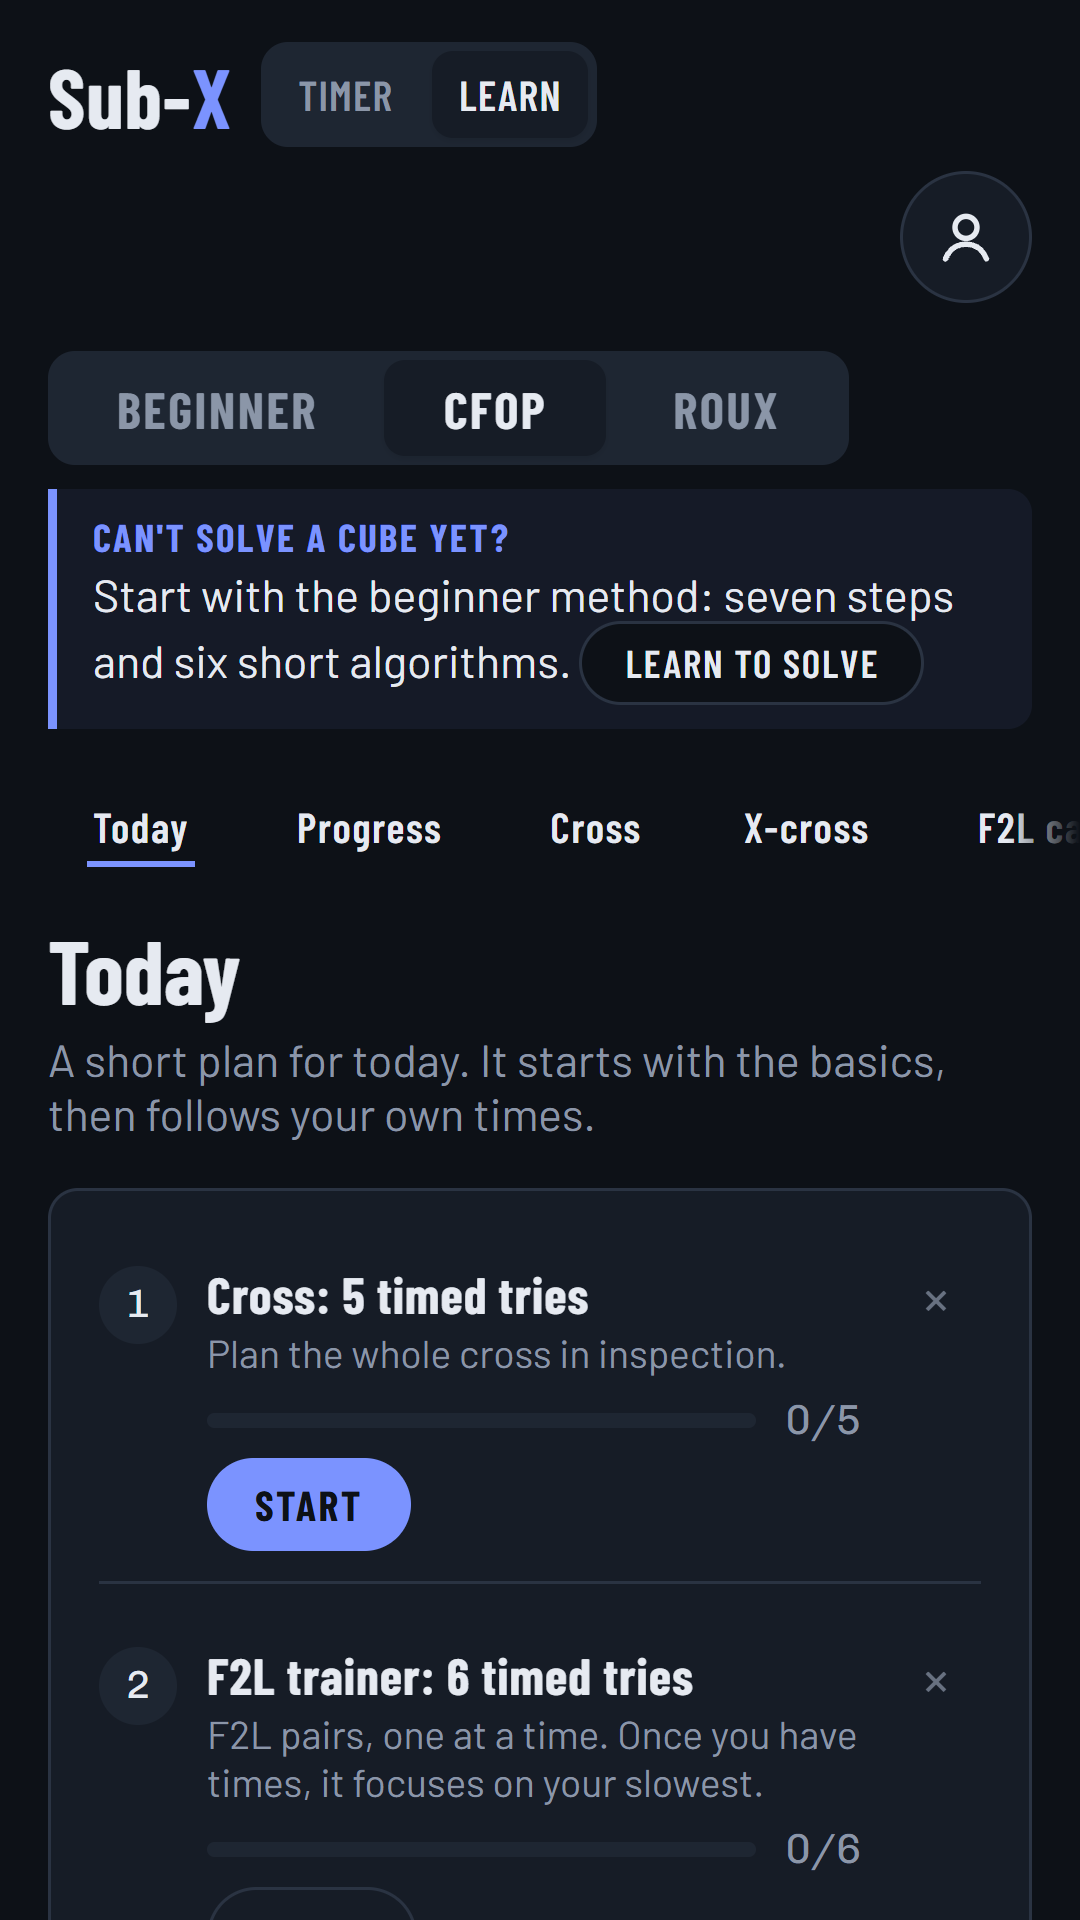 Sub-X
TIMER
LEARN
BEGINNER
CFOP
ROUX
CAN'T SOLVE A CUBE YET?
Start with the beginner method: seven steps
and six short algorithms. LEARN TO SOLVE
Today
Progress
Cross
X-cross
F2L
Today
A short plan for today. It starts with the basics,
then follows your own times.
1
Cross: 5 timed tries
×
Plan the whole cross in inspection.
0/5
START
2
F2L trainer: 6 timed tries
×
F2L pairs, one at a time. Once you have
times, it focuses on your slowest.
0/6